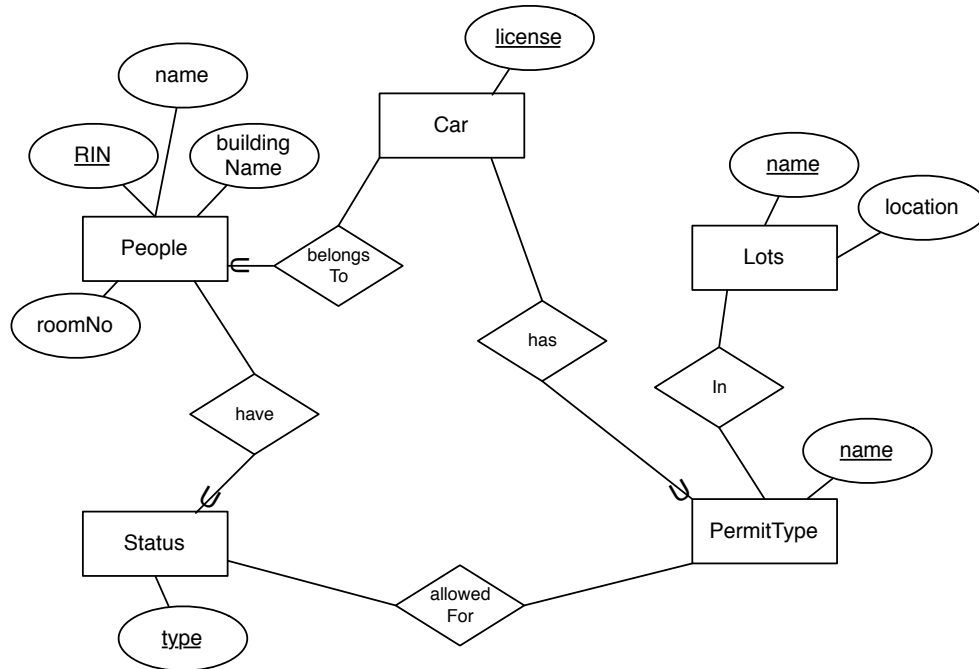 license
name
Car
RIN
building
Name
name
location
People
belongs
To
Lots
roomNo
has
In
have
name
Status
PermitType
allowed
For
type